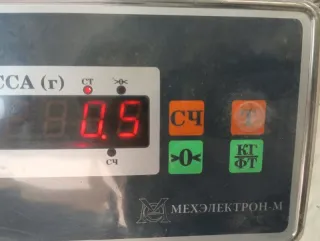 ССА (г)
СТ >0<
0.5
СЧ
СЧ
>0<
КГ
ФТ
МЕХЭЛЕКТРОН-М